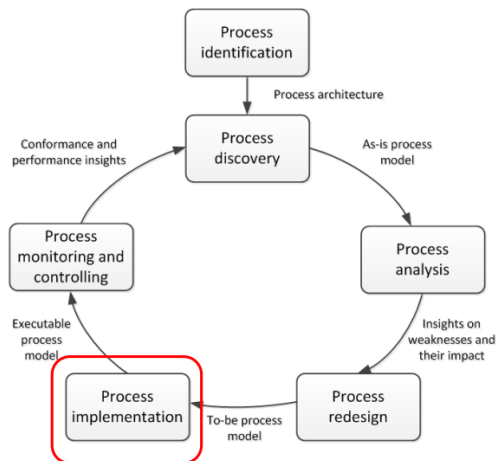 Process
identification
Process architecture
Process
discovery
Conformance and
performance insights
As-is process
model
Process
monitoring and
controlling
Process
analysis
Executable
process
model
Insights on
weaknesses and
their impact
Process
implementation
To-be process
model
Process
redesign